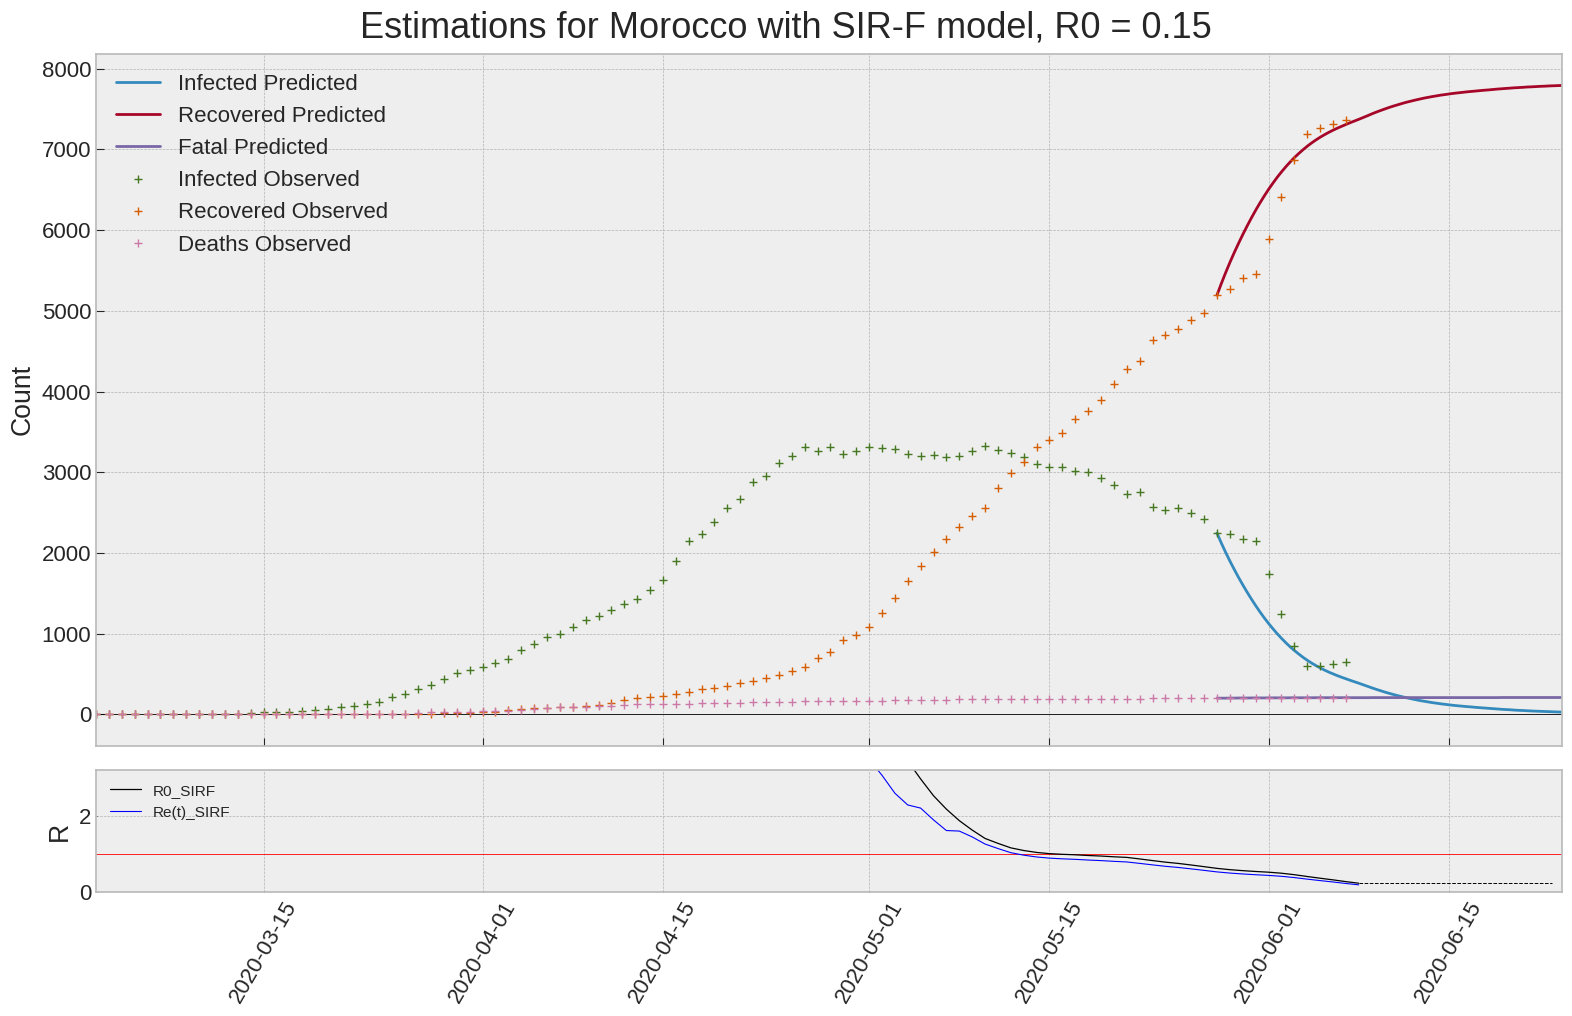 Estimations for Morocco with SIR-F model, R0 = 0.15
8000
7000
6000
5000
4000
3000
2000
1000
0
Count
Infected Predicted
Recovered Predicted
Fatal Predicted
Infected Observed
Recovered Observed
Deaths Observed
R0_SIRF
Re(t)_SIRF
2
0
R
2020-03-15
2020-04-01
2020-04-15
2020-05-01
2020-05-15
2020-06-01
2020-06-15